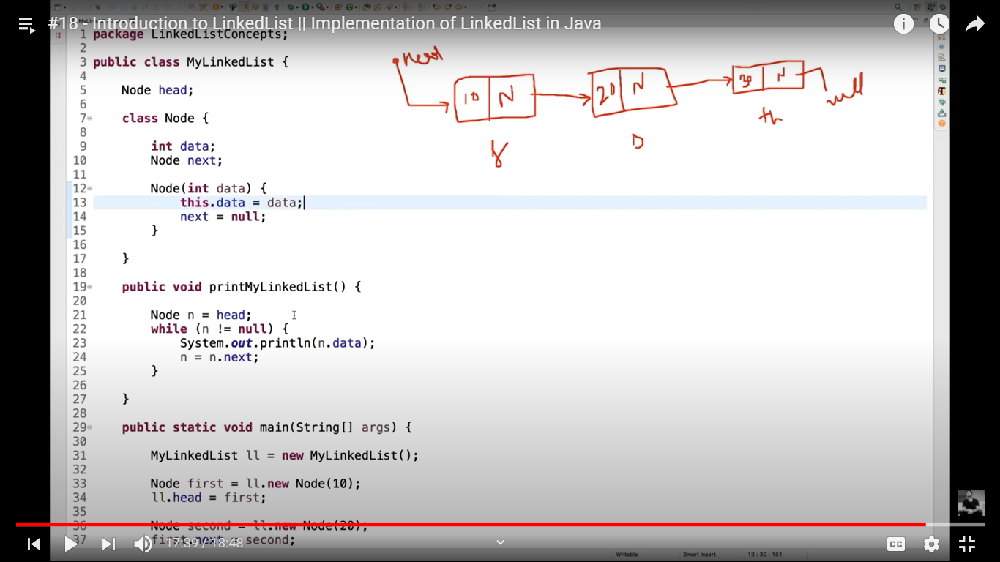 #18 - Introduction to LinkedList || Implementation of LinkedList in Java
1 package LinkedListConcepts;
2
3 public class MyLinkedList {
4
5 Node head;
6
7 class Node {
8
9 int data;
10 Node next;
11
12 Node(int data) {
13 this.data = data;
14 next = null;
15 }
16
17 }
18
19 public void printMyLinkedList() {
20
21 Node n = head;
22 while (n != null) {
23 System.out.println(n.data);
24 n = n.next;
25 }
26
27 }
28
29 public static void main(String[] args) {
30
31 MyLinkedList ll = new MyLinkedList();
32
33 Node first = ll.new Node(10);
34 ll.head = first;
35
36 Node second = ll.new Node(20);
37 first.next = second;
head
10 N
20 N
30 N
null
th
17:39 / 18:48
CC
Writable Smart Insert 13 : 30 : 151